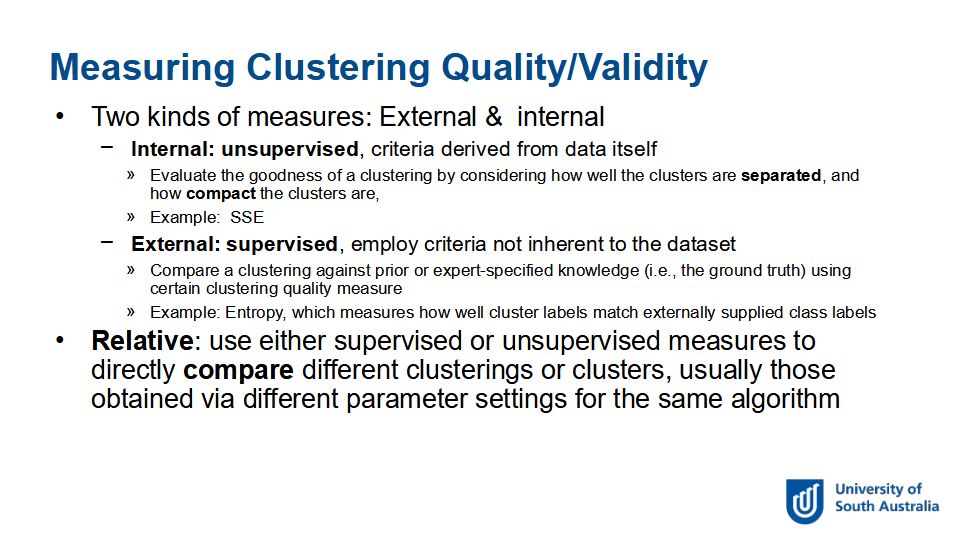 Measuring Clustering Quality/Validity
• Two kinds of measures: External &  internal
– Internal: unsupervised, criteria derived from data itself
» Evaluate the goodness of a clustering by considering how well the clusters are separated, and
how compact the clusters are,
» Example:  SSE
– External: supervised, employ criteria not inherent to the dataset
» Compare a clustering against prior or expert-specified knowledge (i.e., the ground truth) using
certain clustering quality measure
» Example: Entropy, which measures how well cluster labels match externally supplied class labels
• Relative: use either supervised or unsupervised measures to
directly compare different clusterings or clusters, usually those
obtained via different parameter settings for the same algorithm
University of
South Australia